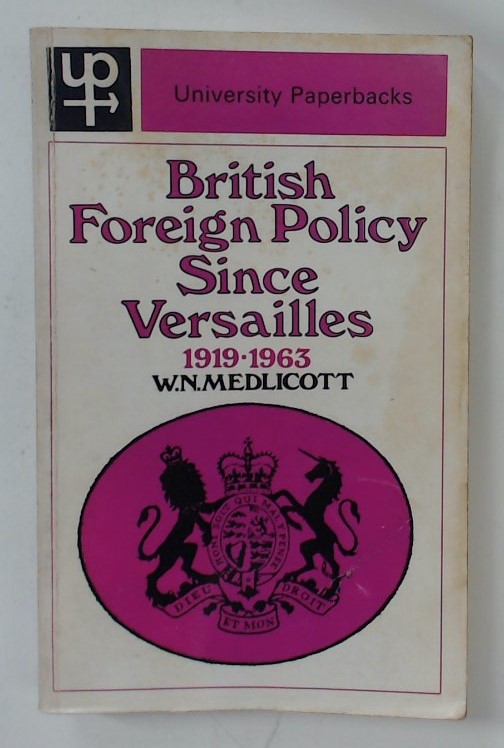 up
University Paperbacks
British
Foreign Policy
Since
Versailles
1919·1963
W.N.MEDLICOTT
HONI SOIT QUI MAL Y PENSE
DIEU
ET MON
DROIT